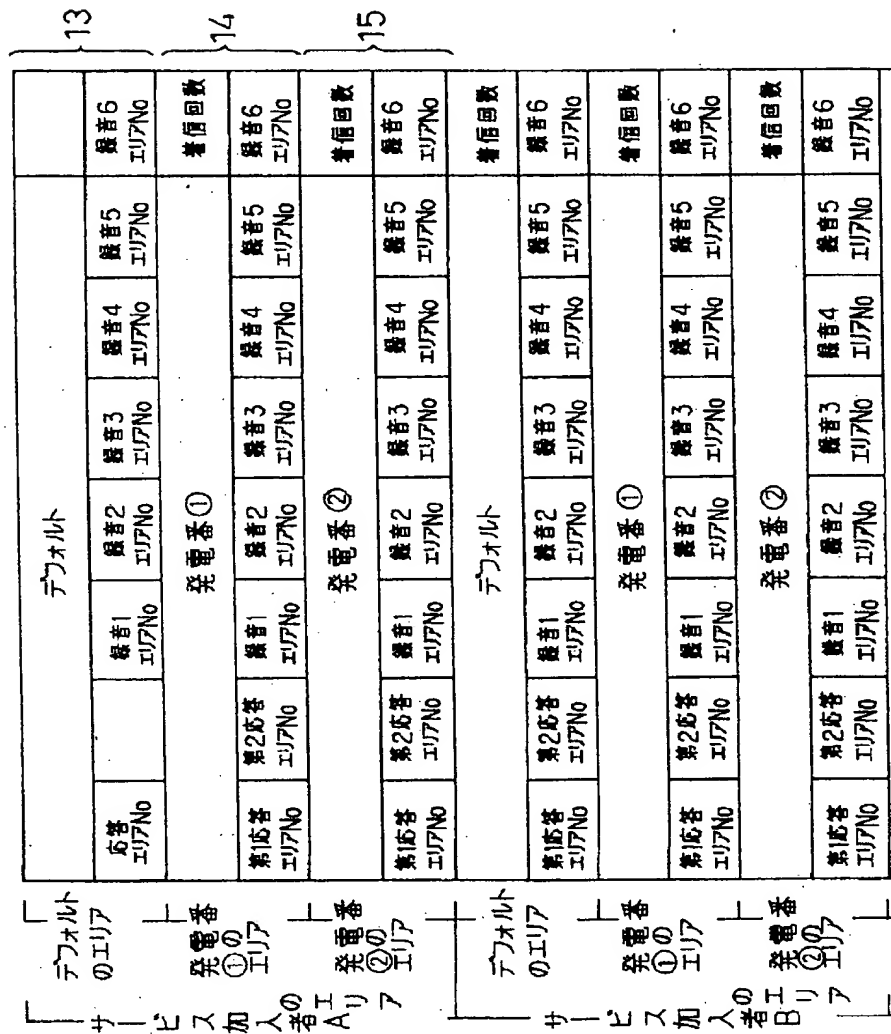 サービス加入者Aのエリア
デフォルトのエリア
デフォルト
13
応答エリアNo 録音1エリアNo 録音2エリアNo 録音3エリアNo 録音4エリアNo 録音5エリアNo 録音6エリアNo
発電番①のエリア
発電番① 着信回数
14
第1応答エリアNo 第2応答エリアNo 録音1エリアNo 録音2エリアNo 録音3エリアNo 録音4エリアNo 録音5エリアNo 録音6エリアNo
発電番②のエリア
発電番② 着信回数
15
第1応答エリアNo 第2応答エリアNo 録音1エリアNo 録音2エリアNo 録音3エリアNo 録音4エリアNo 録音5エリアNo 録音6エリアNo
サービス加入者Bのエリア
デフォルトのエリア
デフォルト 着信回数
第1応答エリアNo 第2応答エリアNo 録音1エリアNo 録音2エリアNo 録音3エリアNo 録音4エリアNo 録音5エリアNo 録音6エリアNo
発電番①のエリア
発電番① 着信回数
第1応答エリアNo 第2応答エリアNo 録音1エリアNo 録音2エリアNo 録音3エリアNo 録音4エリアNo 録音5エリアNo 録音6エリアNo
発電番②のエリア
発電番② 着信回数
第1応答エリアNo 第2応答エリアNo 録音1エリアNo 録音2エリアNo 録音3エリアNo 録音4エリアNo 録音5エリアNo 録音6エリアNo